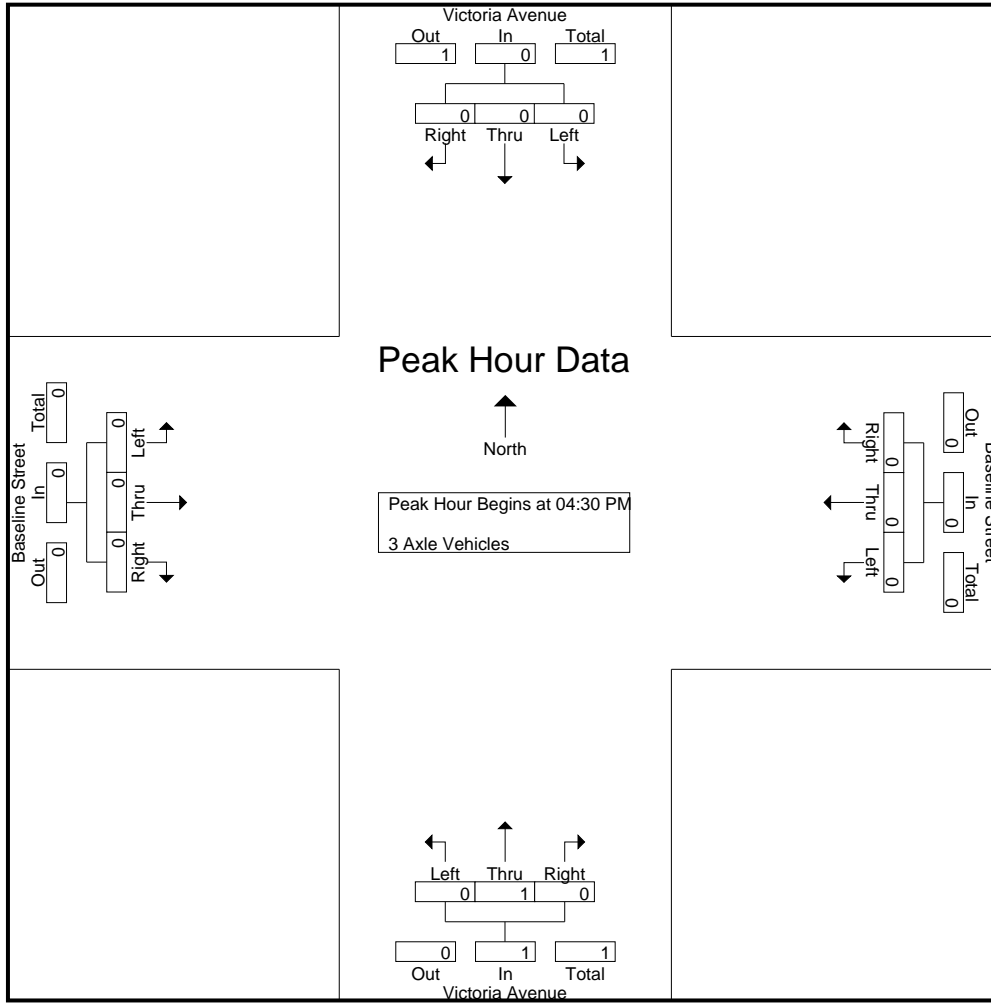 Victoria Avenue
Out In Total
1 0 1
0 0 0
Right Thru Left
Peak Hour Data
North
Peak Hour Begins at 04:30 PM
3 Axle Vehicles
Baseline Street
Out In Total
0 0 0
0 0 0
Right Thru Left
Baseline Street
Total In Out
0 0 0
0 0 0
Left Thru Right
Left Thru Right
0 1 0
0 1 1
Out In Total
Victoria Avenue